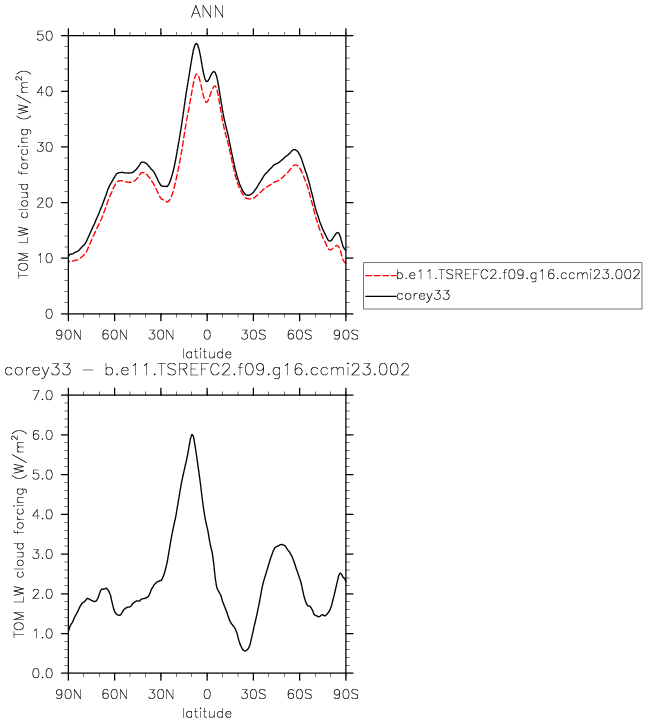 ANN
50
40
30
20
10
0
TOM LW cloud forcing (W/m²)
90N 60N 30N 0 30S 60S 90S
latitude
b.e11.TSREFC2.f09.g16.ccmi23.002
corey33
corey33 − b.e11.TSREFC2.f09.g16.ccmi23.002
7.0
6.0
5.0
4.0
3.0
2.0
1.0
0.0
TOM LW cloud forcing (W/m²)
90N 60N 30N 0 30S 60S 90S
latitude